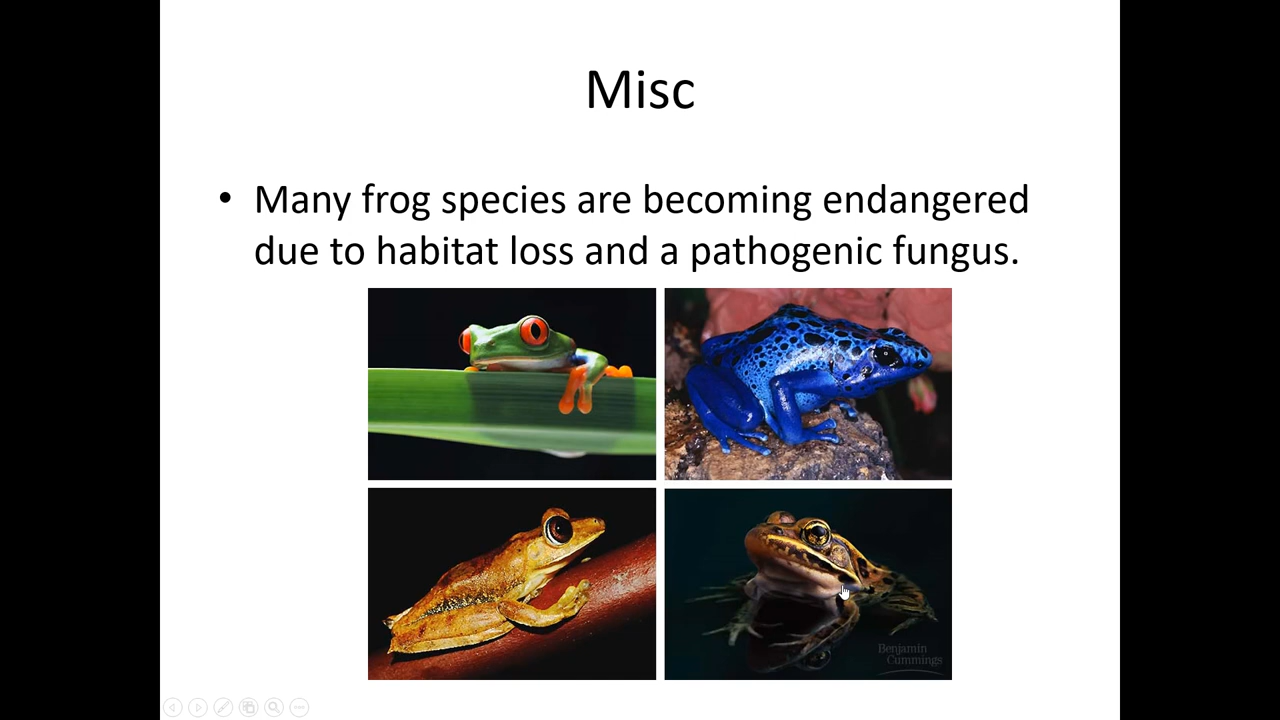 Misc
• Many frog species are becoming endangered
due to habitat loss and a pathogenic fungus.
Benjamin
Cummings